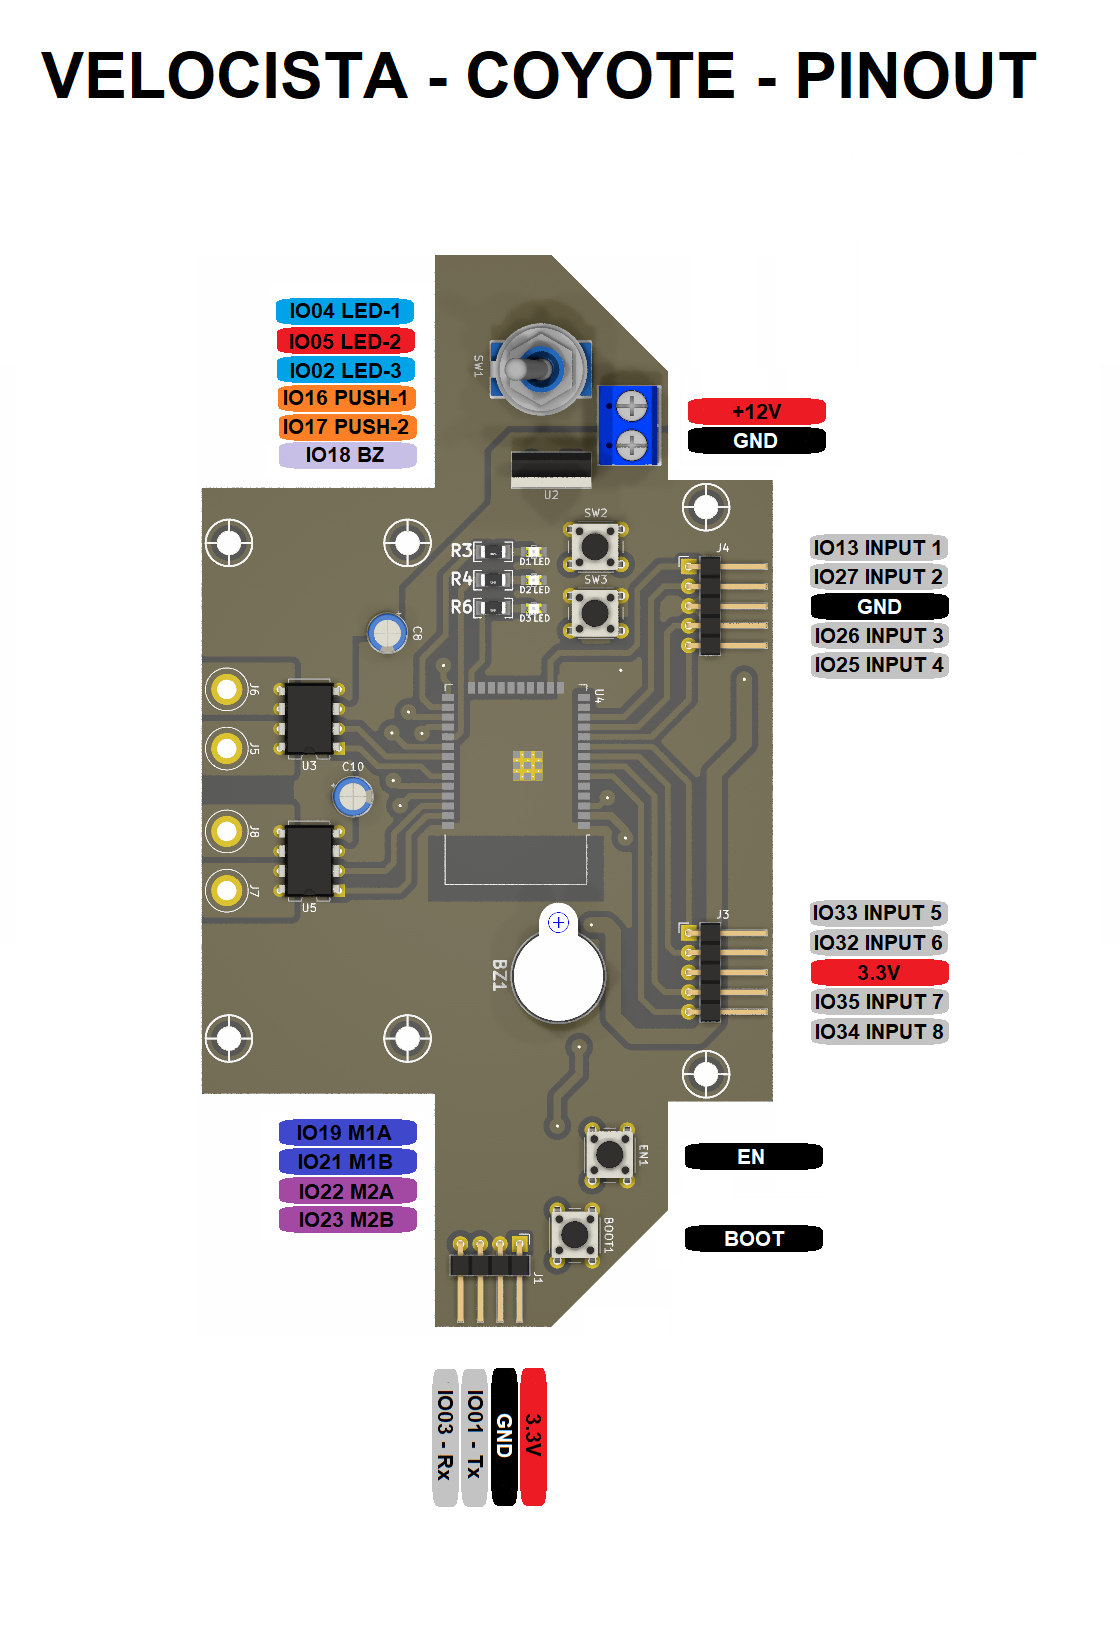 VELOCISTA - COYOTE - PINOUT
IO04 LED-1
IO05 LED-2
IO02 LED-3
IO16 PUSH-1
IO17 PUSH-2
IO18 BZ
SW1
+12V
GND
U2
SW2
R3
D1 LED
R4
D2 LED
SW3
R6
D3 LED
J4
IO13 INPUT 1
IO27 INPUT 2
GND
IO26 INPUT 3
IO25 INPUT 4
C8
J6
U4
J5
U3
C10
J8
J7
U5
BZ1
J3
IO33 INPUT 5
IO32 INPUT 6
3.3V
IO35 INPUT 7
IO34 INPUT 8
IO19 M1A
IO21 M1B
IO22 M2A
IO23 M2B
EN1
EN
BOOT1
BOOT
J1
IO03 - Rx
IO01 - Tx
GND
3.3V